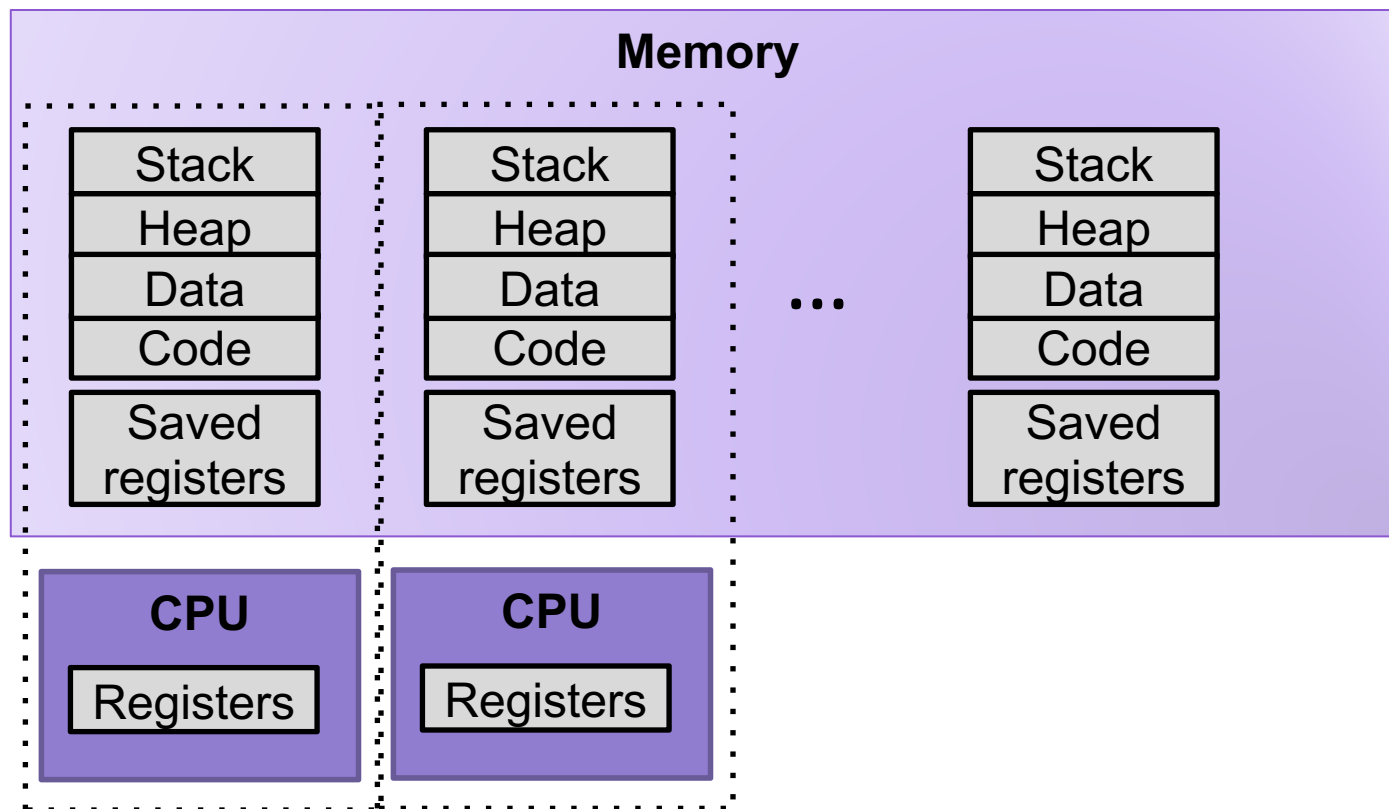 Memory
Stack
Heap
Data
Code
Saved
registers
Stack
Heap
Data
Code
Saved
registers
...
Stack
Heap
Data
Code
Saved
registers
CPU
Registers
CPU
Registers